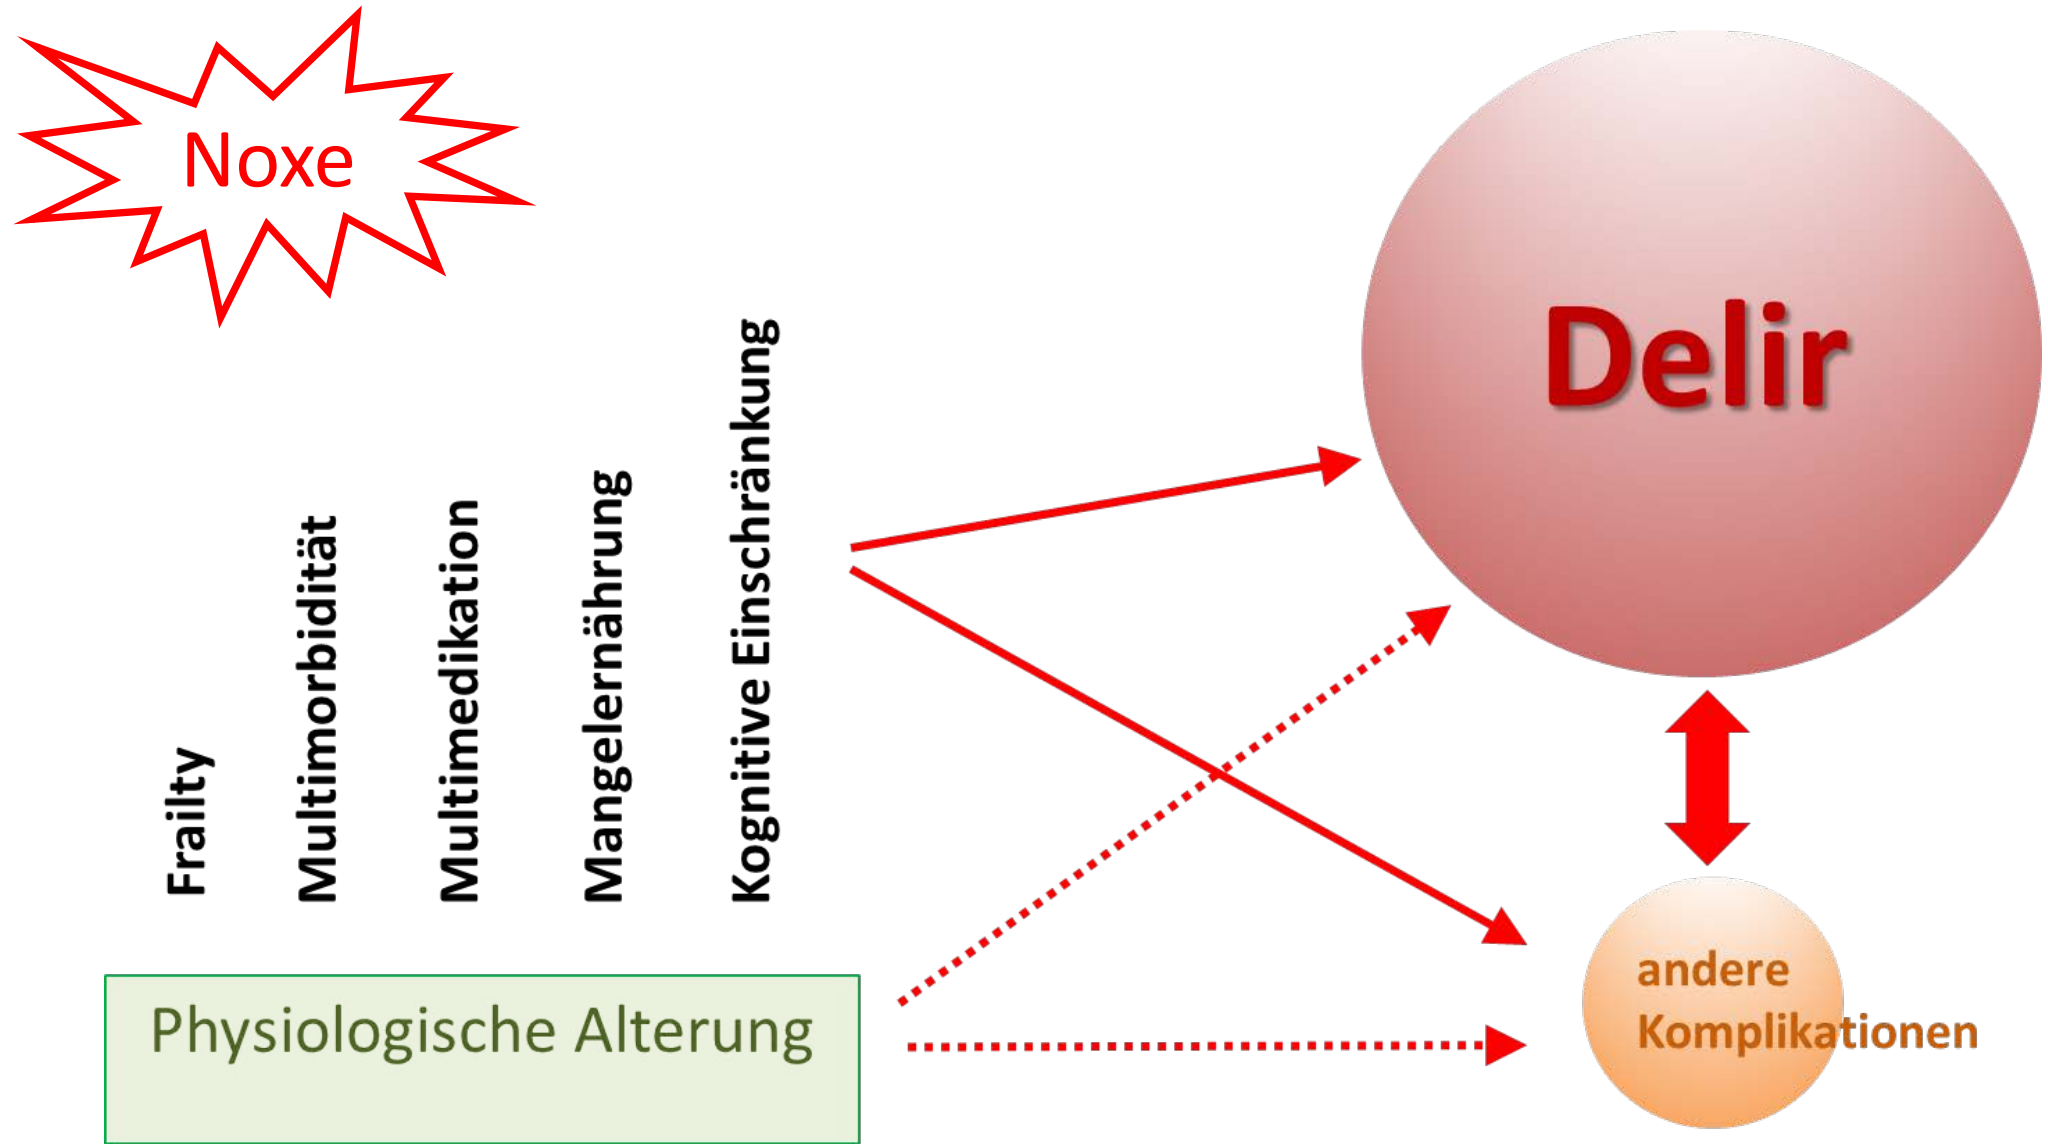 Noxe
Delir
Frailty
Multimorbidität
Multimedikation
Mangelernährung
Kognitive Einschränkung
Physiologische Alterung
andere
Komplikationen